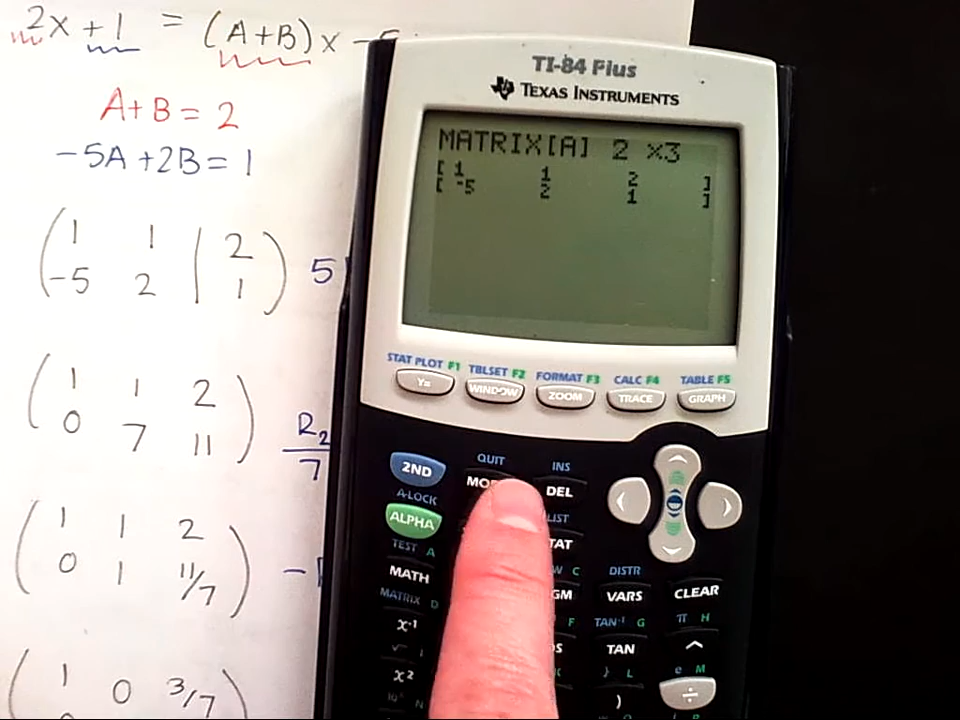 2x + 1 = (A+B)x -
A+B = 2
-5A + 2B = 1
1 1 2
-5 2 1
5
1 1 2
0 7 11
R2
7
1 1 2
0 1 11/7
-
1 0 3/7
TI-84 Plus
TEXAS INSTRUMENTS
MATRIX[A] 2 ×3
[ 1 1 2 ]
[ -5 2 1 ]
STAT PLOT F1 TBLSET F2 FORMAT F3 CALC F4 TABLE F5
Y= WINDOW ZOOM TRACE GRAPH
QUIT INS
2ND DEL
A-LOCK LIST
ALPHA
TEST A DISTR
MATH VARS CLEAR
MATRIX D TAN-1 G π H
x-1 TAN ^
√ I } L e M
x2 ) ÷